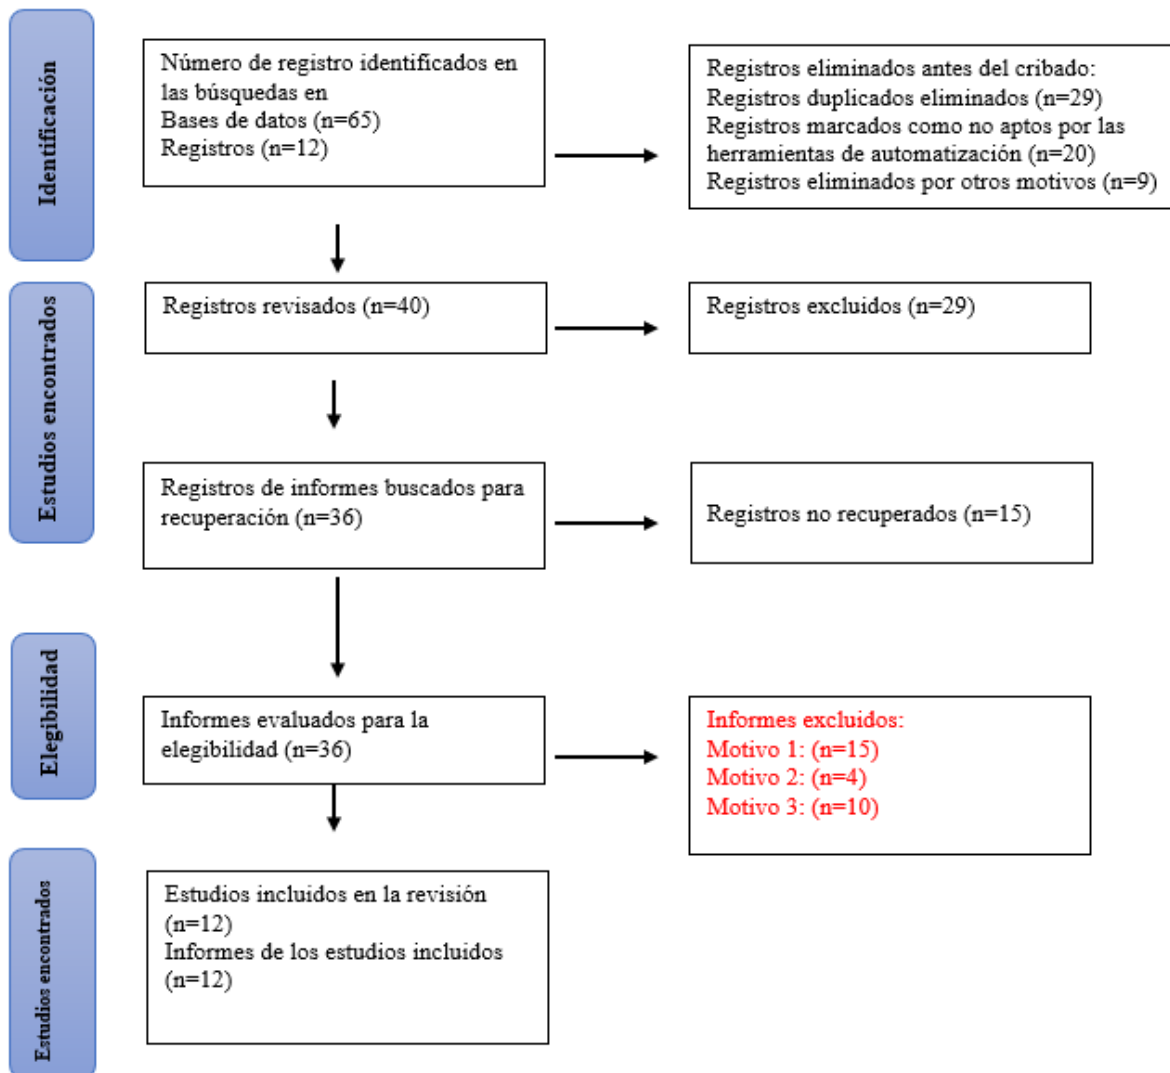 Identificación
Número de registro identificados en
las búsquedas en
Bases de datos (n=65)
Registros (n=12)
Registros eliminados antes del cribado:
Registros duplicados eliminados (n=29)
Registros marcados como no aptos por las
herramientas de automatización (n=20)
Registros eliminados por otros motivos (n=9)
Estudios encontrados
Registros revisados (n=40)
Registros excluidos (n=29)
Registros de informes buscados para
recuperación (n=36)
Registros no recuperados (n=15)
Elegibilidad
Informes evaluados para la
elegibilidad (n=36)
Informes excluidos:
Motivo 1: (n=15)
Motivo 2: (n=4)
Motivo 3: (n=10)
Estudios encontrados
Estudios incluidos en la revisión
(n=12)
Informes de los estudios incluidos
(n=12)